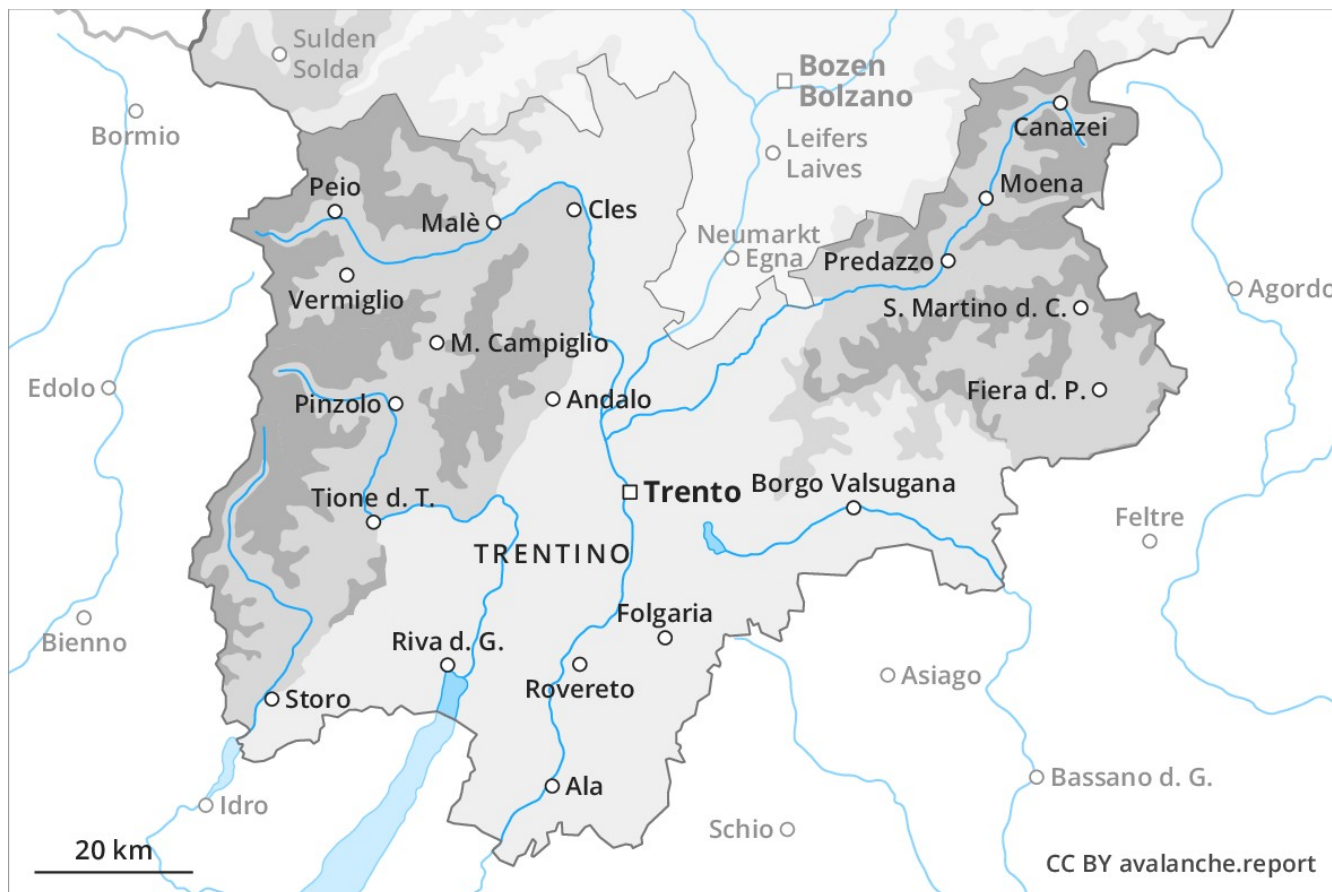 Sulden
Solda
Bozen
Bolzano
Bormio
Canazei
Leifers
Laives
Peio
Moena
Malè
Cles
Neumarkt
Egna
Predazzo
Vermiglio
Agordo
S. Martino d. C.
M. Campiglio
Edolo
Pinzolo
Andalo
Fiera d. P.
Trento
Borgo Valsugana
Tione d. T.
Feltre
TRENTINO
Folgaria
Bienno
Riva d. G.
Asiago
Rovereto
Storo
Bassano d. G.
Ala
Idro
Schio
20 km
CC BY avalanche.report